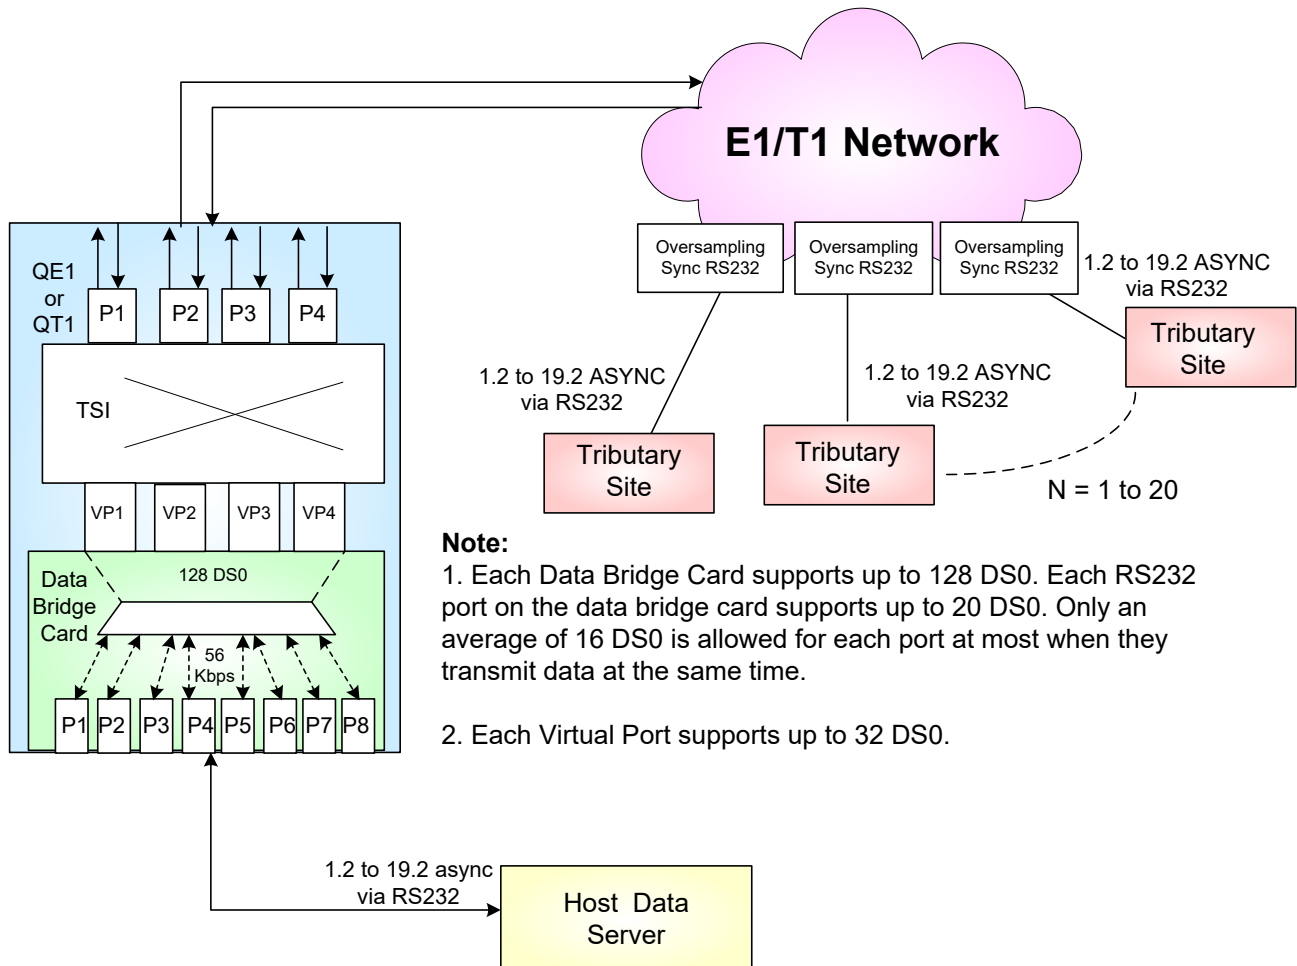 E1/T1 Network
Oversampling
Sync RS232
Oversampling
Sync RS232
Oversampling
Sync RS232
1.2 to 19.2 ASYNC
via RS232
QE1
or
QT1
P1
P2
P3
P4
Tributary
Site
TSI
1.2 to 19.2 ASYNC
via RS232
1.2 to 19.2 ASYNC
via RS232
Tributary
Site
Tributary
Site
N = 1 to 20
VP1
VP2
VP3
VP4
Note:
1. Each Data Bridge Card supports up to 128 DS0. Each RS232
port on the data bridge card supports up to 20 DS0. Only an
average of 16 DS0 is allowed for each port at most when they
transmit data at the same time.
2. Each Virtual Port supports up to 32 DS0.
128 DS0
Data
Bridge
Card
56
Kbps
P1
P2
P3
P4
P5
P6
P7
P8
1.2 to 19.2 async
via RS232
Host Data
Server